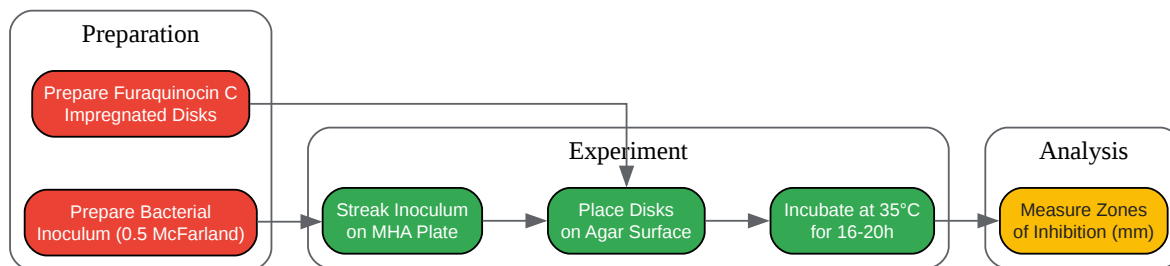 Preparation
Prepare Furaquinocin C
Impregnated Disks
Prepare Bacterial
Inoculum (0.5 McFarland)
Experiment
Streak Inoculum
on MHA Plate
Place Disks
on Agar Surface
Incubate at 35°C
for 16-20h
Analysis
Measure Zones
of Inhibition (mm)